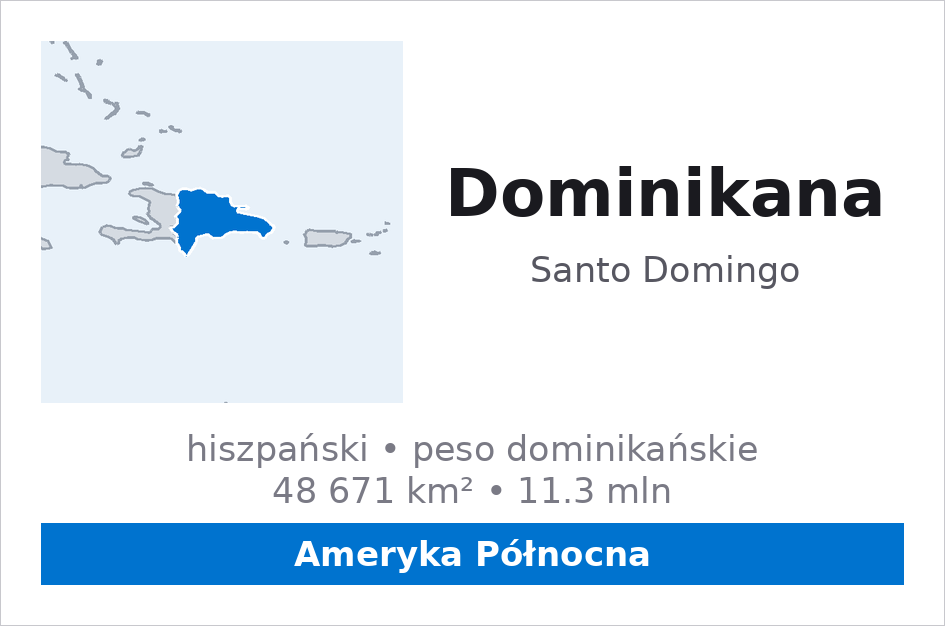 Dominikana
Santo Domingo
hiszpański • peso dominikańskie
48 671 km² • 11.3 mln
Ameryka Północna